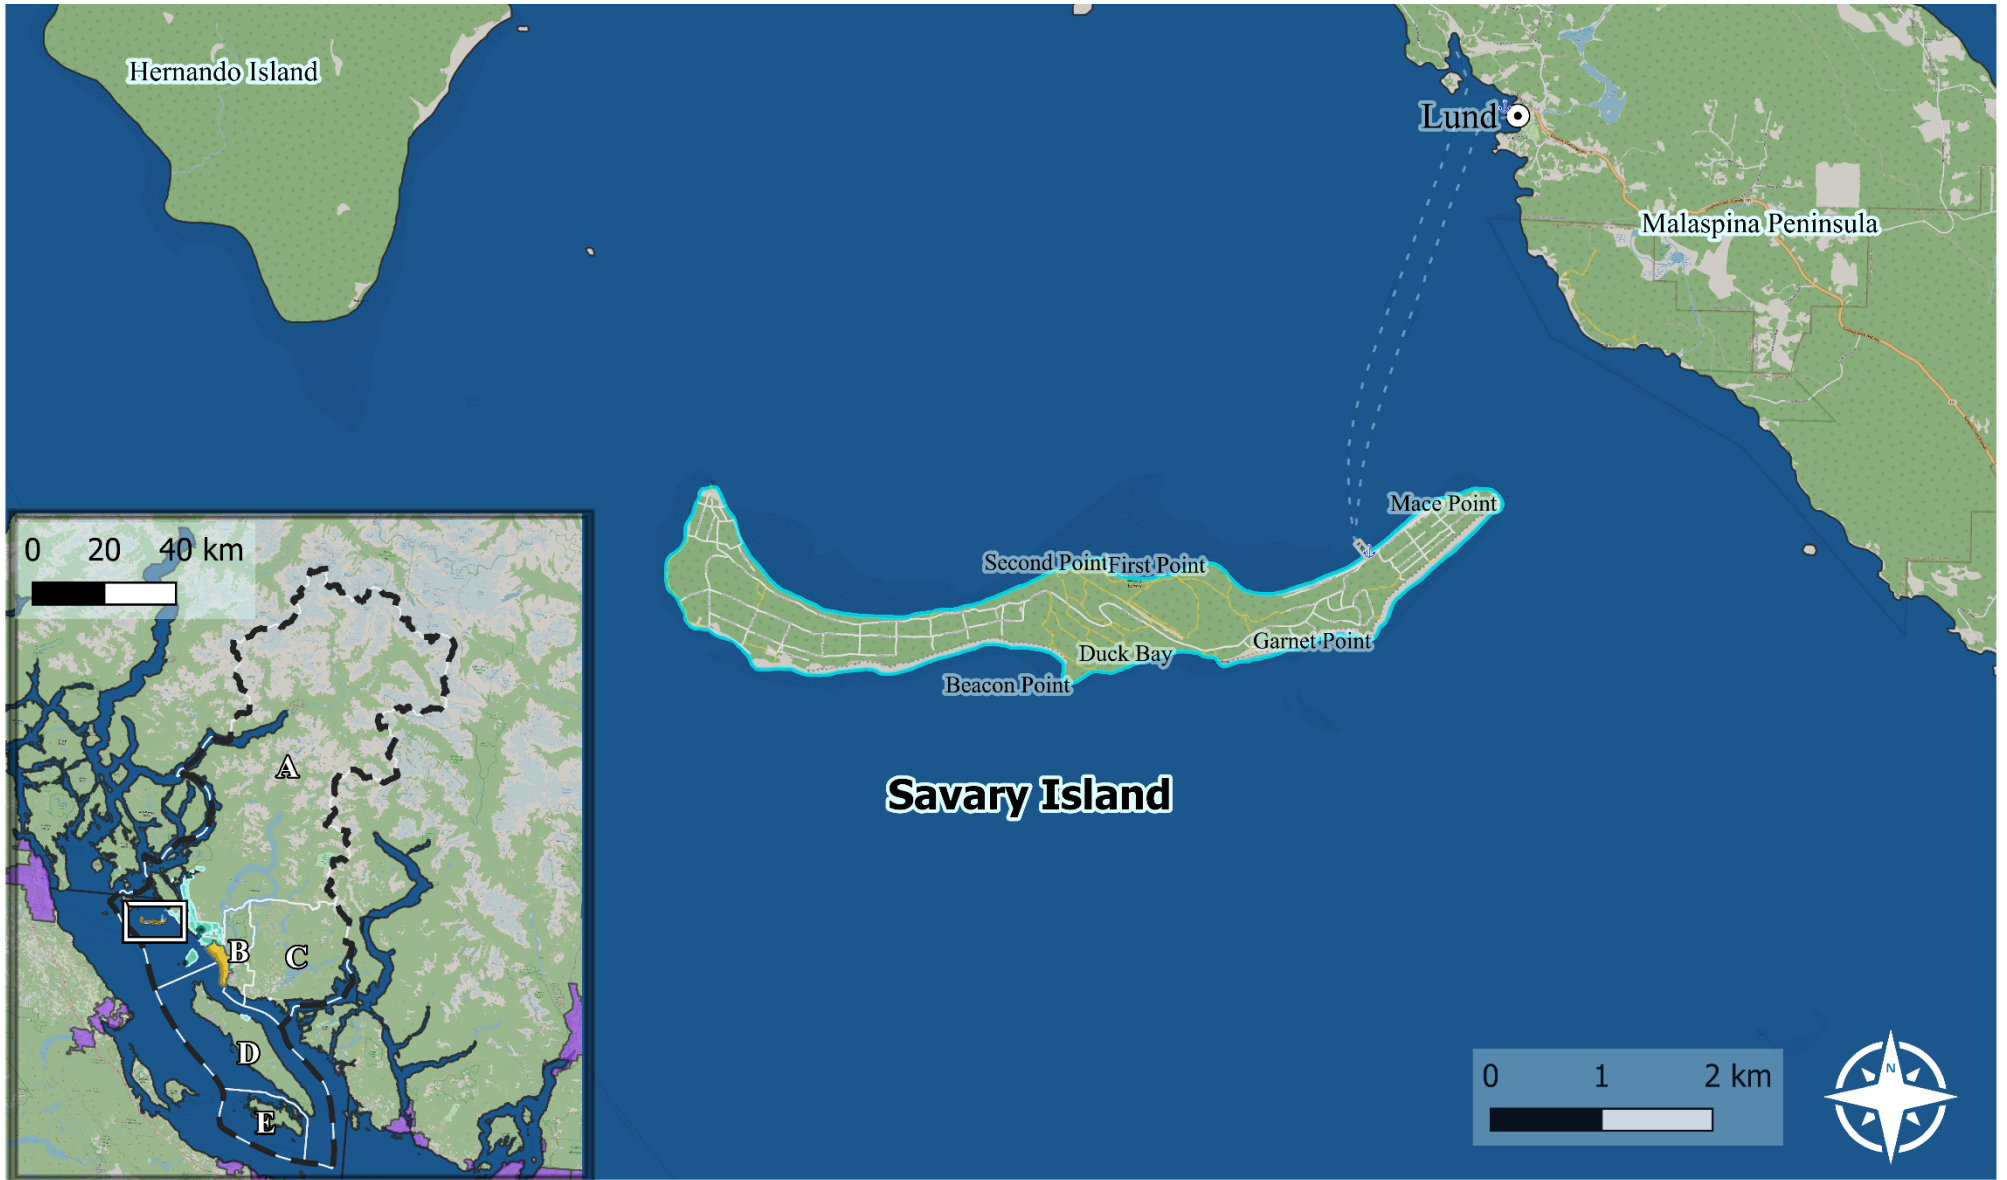 Hernando Island
Lund
Malaspina Peninsula
Mace Point
Second Point
First Point
Garnet Point
Duck Bay
Beacon Point
Savary Island
0 20 40 km
A
B
C
D
E
0 1 2 km
N